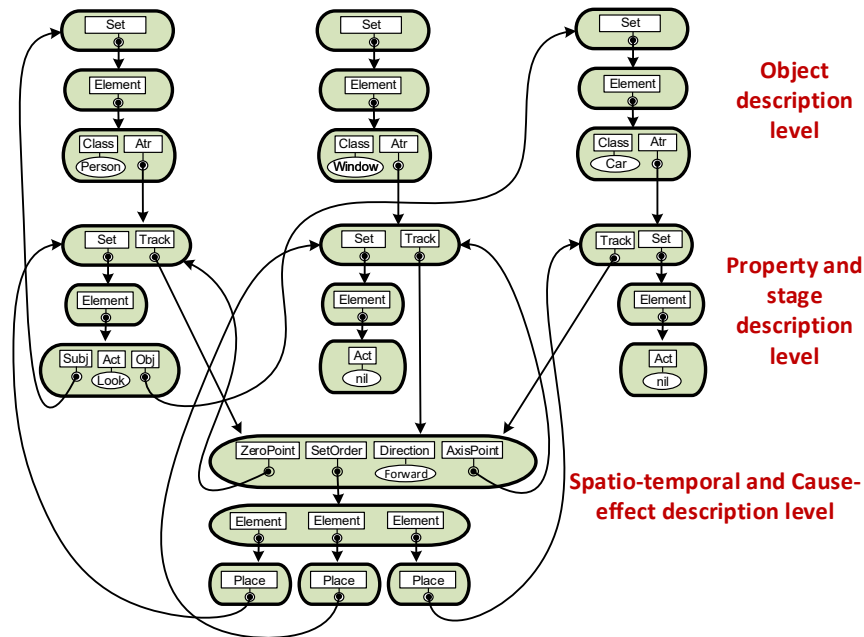 Set
Set
Set
Element
Element
Element
Class Atr
Person
Class Atr
Window
Class Atr
Car
Object
description
level
Set Track
Set Track
Track Set
Element
Element
Element
Property and
stage
description
level
Subj Act Obj
Look
Act
nil
Act
nil
ZeroPoint SetOrder Direction AxisPoint
Forward
Spatio-temporal and Cause-
effect description level
Element Element Element
Place Place Place